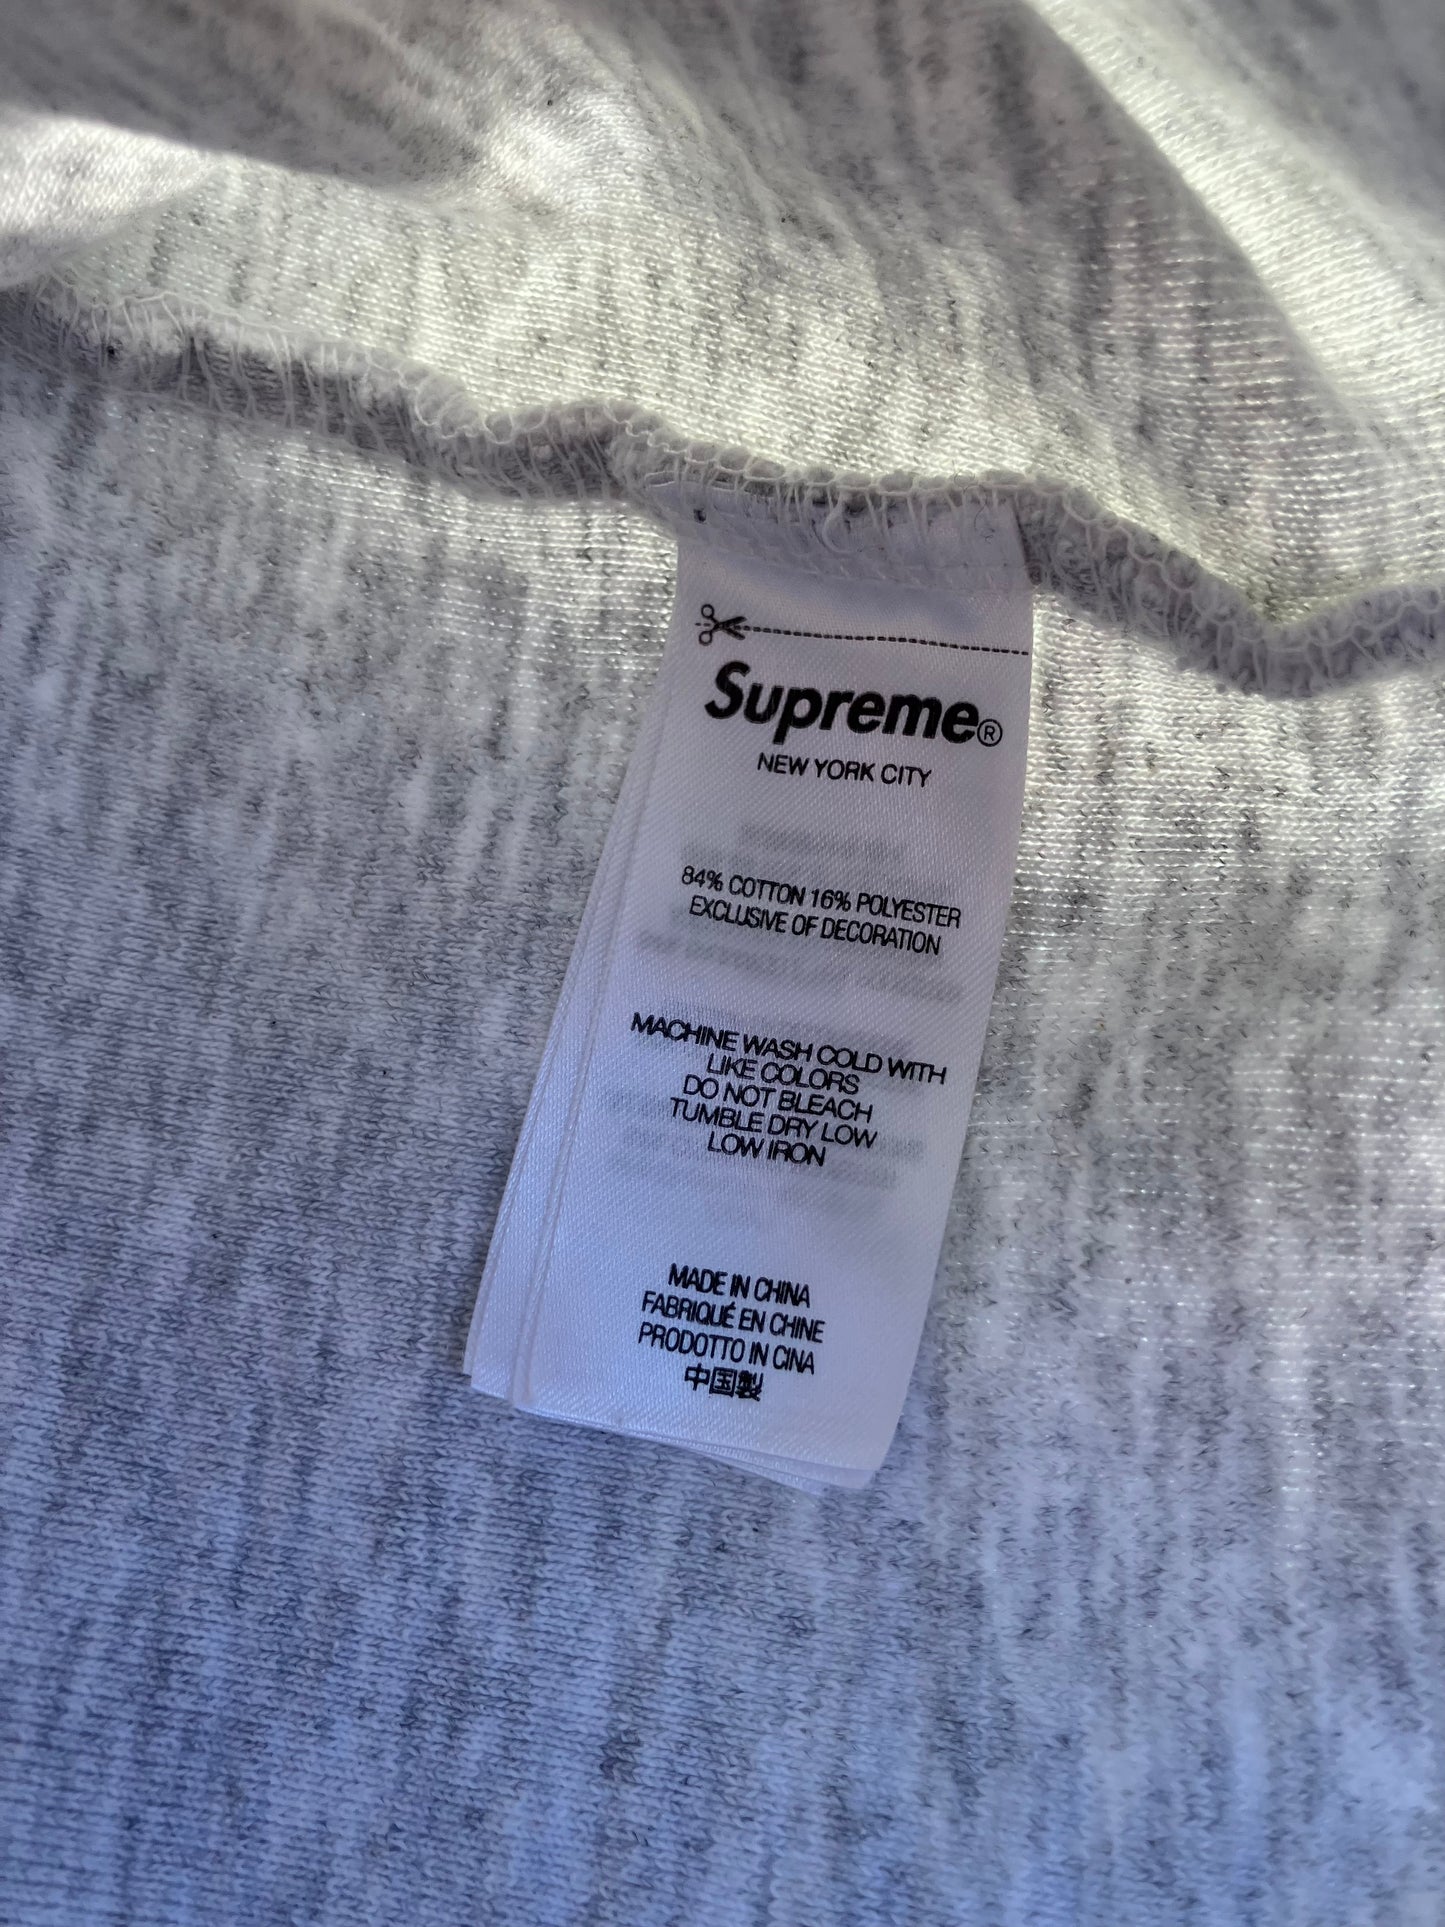 Supreme®
NEW YORK CITY
84% COTTON 16% POLYESTER
EXCLUSIVE OF DECORATION
MACHINE WASH COLD WITH
LIKE COLORS
DO NOT BLEACH
TUMBLE DRY LOW
LOW IRON
MADE IN CHINA
FABRIQUÉ EN CHINE
PRODOTTO IN CINA
中国製